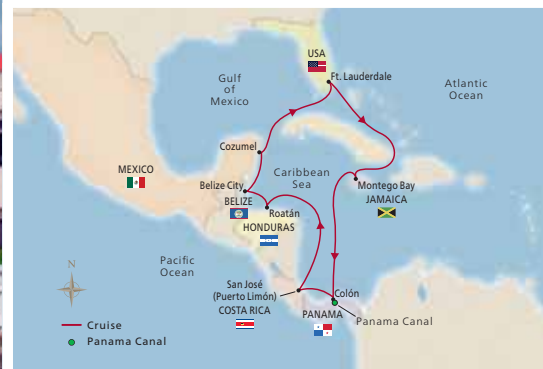 USA
Ft. Lauderdale
Gulf
of
Mexico
Atlantic
Ocean
Cozumel
MEXICO
Caribbean
Sea
Belize City
BELIZE
Roatán
HONDURAS
Montego Bay
JAMAICA
Pacific
Ocean
N
San José
(Puerto Limón)
COSTA RICA
Colón
PANAMA
Panama Canal
Cruise
Panama Canal